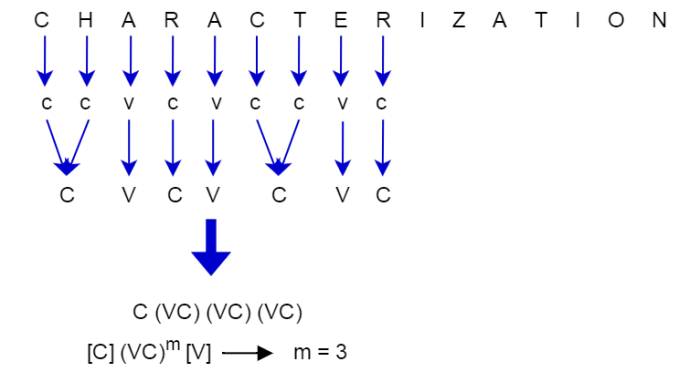 C H A R A C T E R I Z A T I O N
c c v c v c c v c
C V C V C V C
C (VC) (VC) (VC)
[C] (VC)^m [V] → m = 3